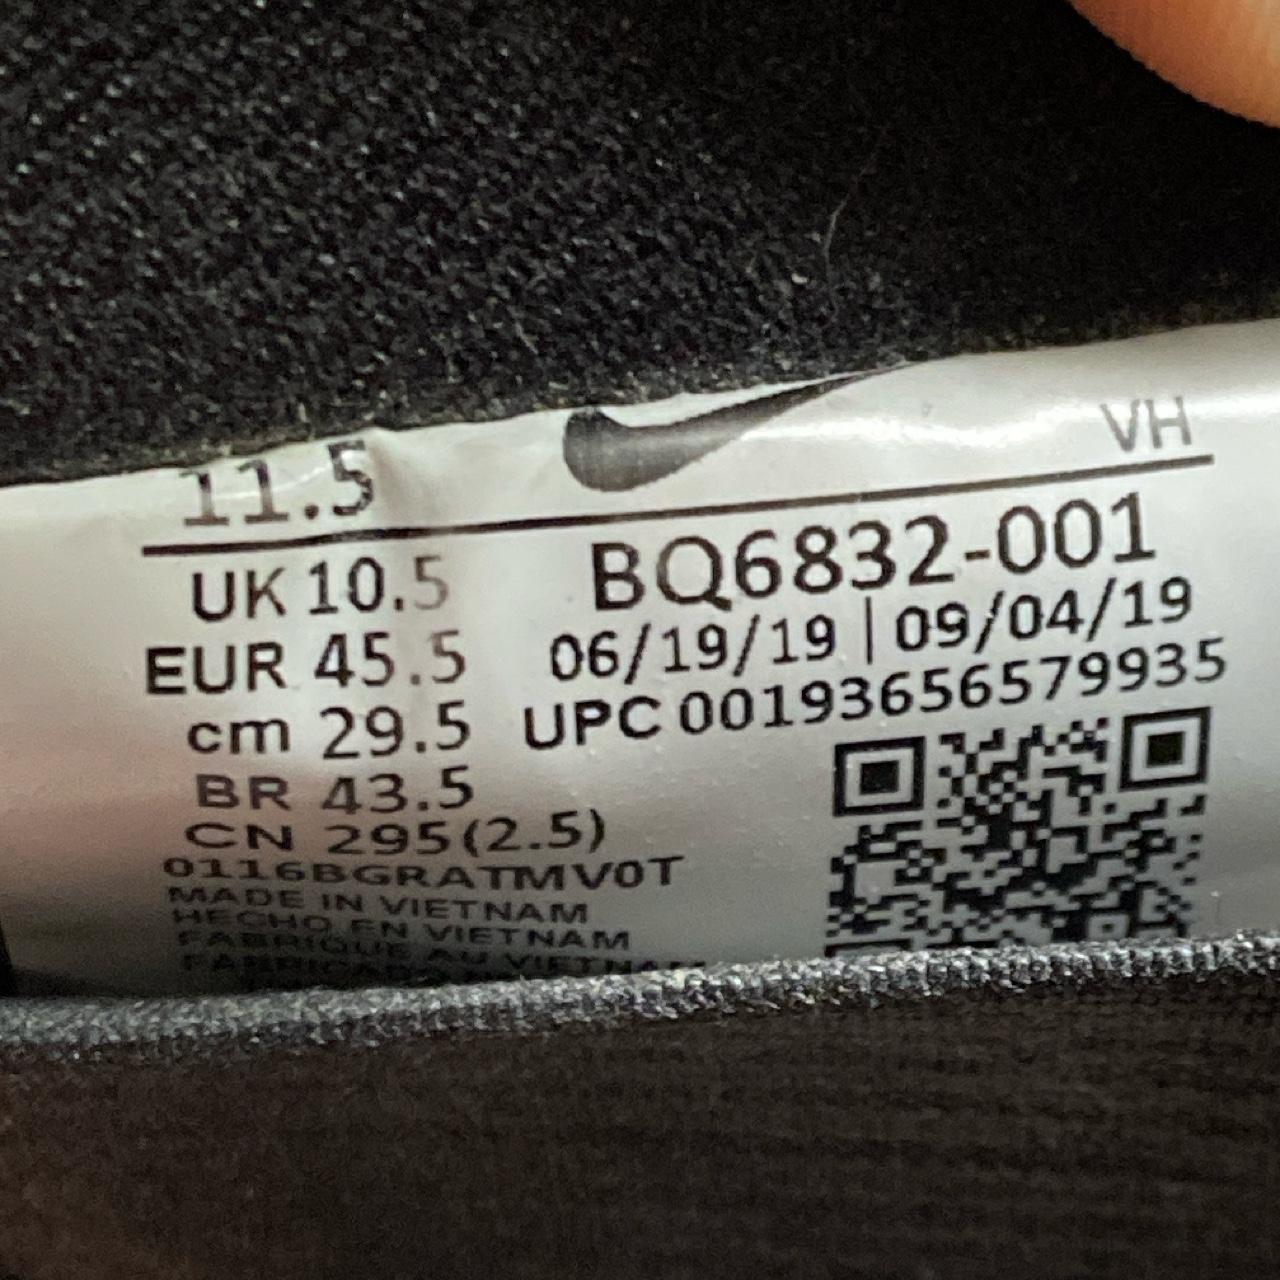 11.5
VH
UK 10.5
BQ6832-001
EUR 45.5
06/19/19 | 09/04/19
cm 29.5
UPC 00193656579935
BR 43.5
CN 295(2.5)
0116BGRATMV0T
MADE IN VIETNAM
HECHO EN VIETNAM
FABRIQUE AU VIETNAM